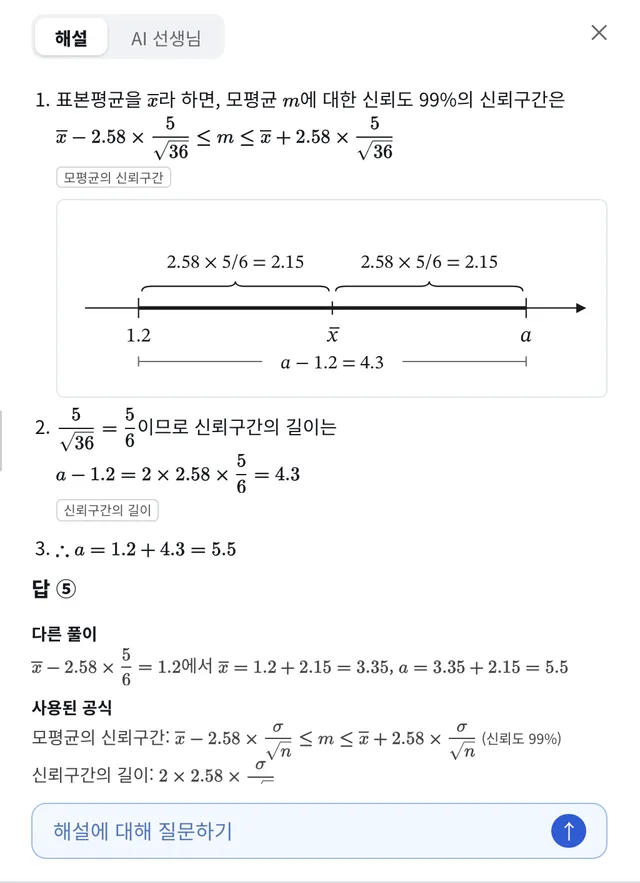 해설
AI 선생님
1. 표본평균을 x̄라 하면, 모평균 m에 대한 신뢰도 99%의 신뢰구간은
x̄ − 2.58 × 5/√36 ≤ m ≤ x̄ + 2.58 × 5/√36
모평균의 신뢰구간
2.58 × 5/6 = 2.15 2.58 × 5/6 = 2.15
1.2 x̄ a
a − 1.2 = 4.3
2. 5/√36 = 5/6이므로 신뢰구간의 길이는
a − 1.2 = 2 × 2.58 × 5/6 = 4.3
신뢰구간의 길이
3. ∴ a = 1.2 + 4.3 = 5.5
답 ⑤
다른 풀이
x̄ − 2.58 × 5/6 = 1.2에서 x̄ = 1.2 + 2.15 = 3.35, a = 3.35 + 2.15 = 5.5
사용된 공식
모평균의 신뢰구간: x̄ − 2.58 × σ/√n ≤ m ≤ x̄ + 2.58 × σ/√n (신뢰도 99%)
신뢰구간의 길이: 2 × 2.58 × σ
해설에 대해 질문하기